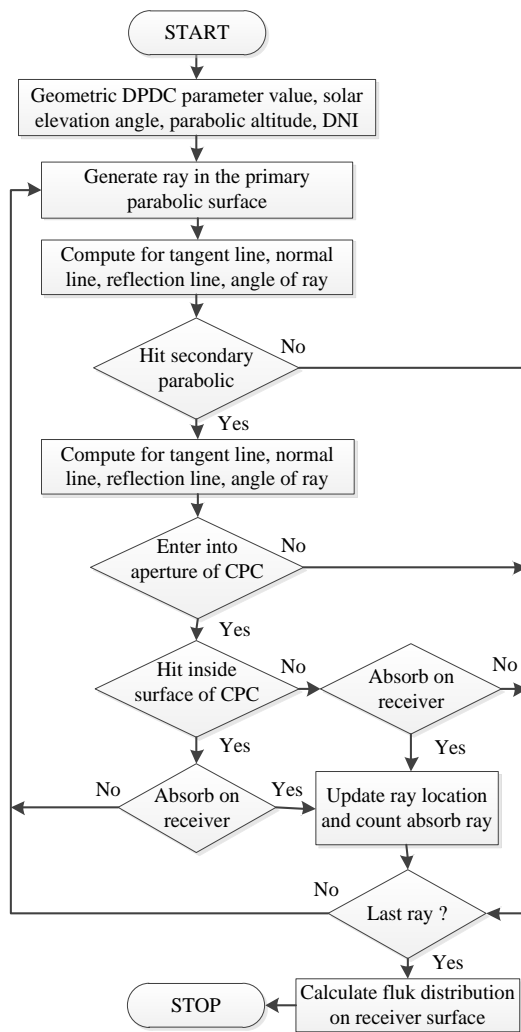 START
Geometric DPDC parameter value, solar
elevation angle, parabolic altitude, DNI
Generate ray in the primary
parabolic surface
Compute for tangent line, normal
line, reflection line, angle of ray
Hit secondary
parabolic
No
Yes
Compute for tangent line, normal
line, reflection line, angle of ray
Enter into
aperture of CPC
No
Yes
Hit inside
surface of CPC
No
Absorb on
receiver
No
Yes
Yes
No
Absorb on
receiver
Yes
Update ray location
and count absorb ray
No
Last ray ?
Yes
Calculate fluk distribution
on receiver surface
STOP